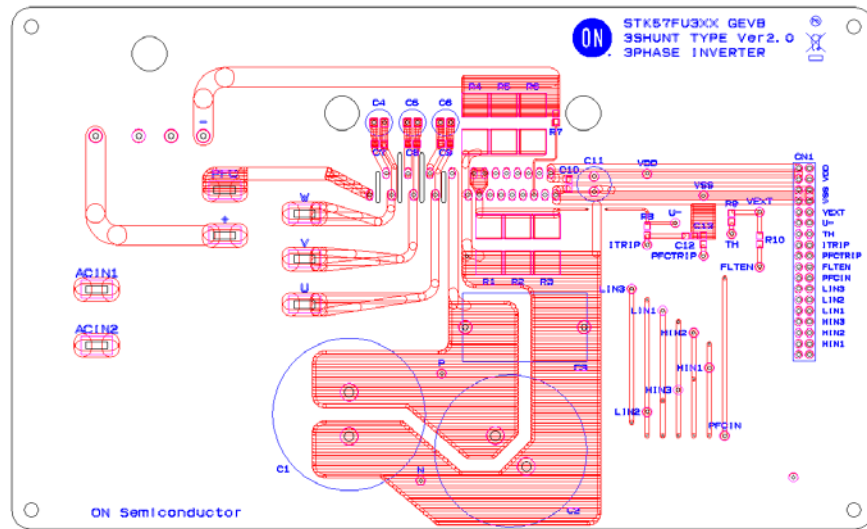 STK57FU3XX GEVB
ON
3SHUNT TYPE Ver2.0
. 3PHASE INVERTER
R4 R5 R6
C4 C5 C6
-
R7
C7 C8 C9
C10
C11
VDD
CN1
VDD
PFC
VSS
VSS
W
R9
VEXT
VEXT
U-
U-
+
R8
C13
TH
V
ITRIP
C12
TH
R10
ITRIP
PFCTRIP
PFCTRIP
FLTEN
FLTEN
ACIN1
U
R1 R2 R3
PFCIN
LIN3
LIN3
LIN2
LIN1
LIN1
HIN3
ACIN2
HIN2
HIN2
HIN1
P
C3
HIN1
HIN3
LIN2
PFCIN
C1
N
C2
ON Semiconductor